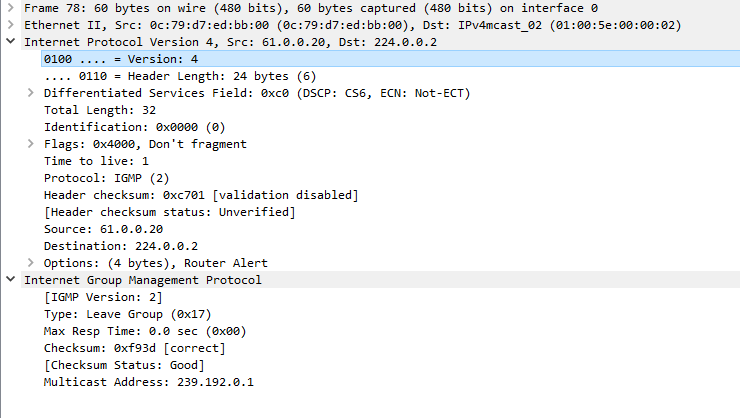 Frame 78: 60 bytes on wire (480 bits), 60 bytes captured (480 bits) on interface 0
Ethernet II, Src: 0c:79:d7:ed:bb:00 (0c:79:d7:ed:bb:00), Dst: IPv4mcast_02 (01:00:5e:00:00:02)
Internet Protocol Version 4, Src: 61.0.0.20, Dst: 224.0.0.2
0100 .... = Version: 4
.... 0110 = Header Length: 24 bytes (6)
Differentiated Services Field: 0xc0 (DSCP: CS6, ECN: Not-ECT)
Total Length: 32
Identification: 0x0000 (0)
Flags: 0x4000, Don't fragment
Time to live: 1
Protocol: IGMP (2)
Header checksum: 0xc701 [validation disabled]
[Header checksum status: Unverified]
Source: 61.0.0.20
Destination: 224.0.0.2
Options: (4 bytes), Router Alert
Internet Group Management Protocol
[IGMP Version: 2]
Type: Leave Group (0x17)
Max Resp Time: 0.0 sec (0x00)
Checksum: 0xf93d [correct]
[Checksum Status: Good]
Multicast Address: 239.192.0.1